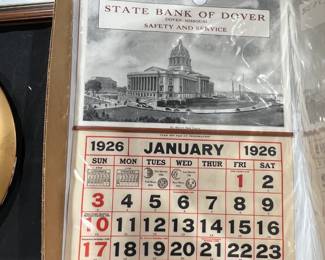 STATE BANK OF DOVER
DOVER, MISSOURI
SAFETY AND SERVICE
1926 JANUARY 1926
SUN MON TUES WED THU FRI SAT
1 2
3 4 5 6 7 8 9
10 11 12 13 14 15 16
17 18 19 20 21 22 23